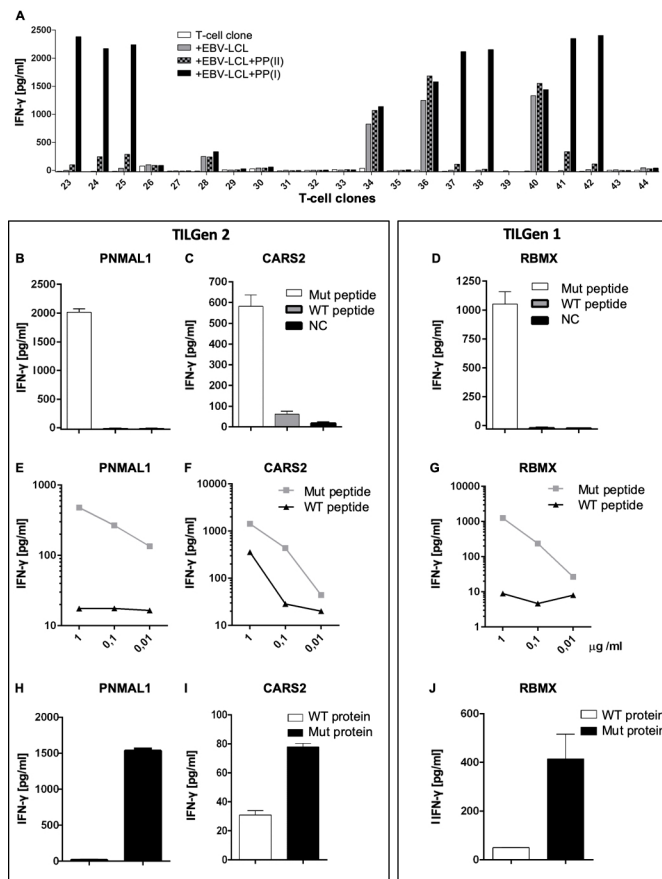 A
IFN-γ [pg/ml]
2500
2000
1500
1000
500
0
T-cell clone
+EBV-LCL
+EBV-LCL+PP(II)
+EBV-LCL+PP(I)
23 24 25 26 27 28 29 30 31 32 33 34 35 36 37 38 39 40 41 42 43 44
T-cell clones
TILGen 2
B PNMAL1
IFN-γ [pg/ml]
2500
2000
1500
1000
500
0
C CARS2
IFN-γ [pg/ml]
700
600
500
400
300
200
100
0
Mut peptide
WT peptide
NC
TILGen 1
D RBMX
IFN-γ [pg/ml]
1250
1000
750
500
250
0
Mut peptide
WT peptide
NC
E PNMAL1
IFN-γ [pg/ml]
1000
100
10
1 0,1 0,01
F CARS2
IFN-γ [pg/ml]
10000
1000
100
10
1 0,1 0,01
Mut peptide
WT peptide
G RBMX
IFN-γ [pg/ml]
10000
1000
100
10
1
1 0,1 0,01 µg /ml
Mut peptide
WT peptide
H PNMAL1
IFN-γ [pg/ml]
2000
1500
1000
500
0
I CARS2
IFN-γ [pg/ml]
100
80
60
40
20
0
WT protein
Mut protein
J RBMX
IIFN-γ [pg/ml]
600
400
200
0
WT protein
Mut protein